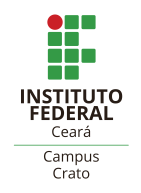 INSTITUTO
FEDERAL
Ceará
Campus
Crato